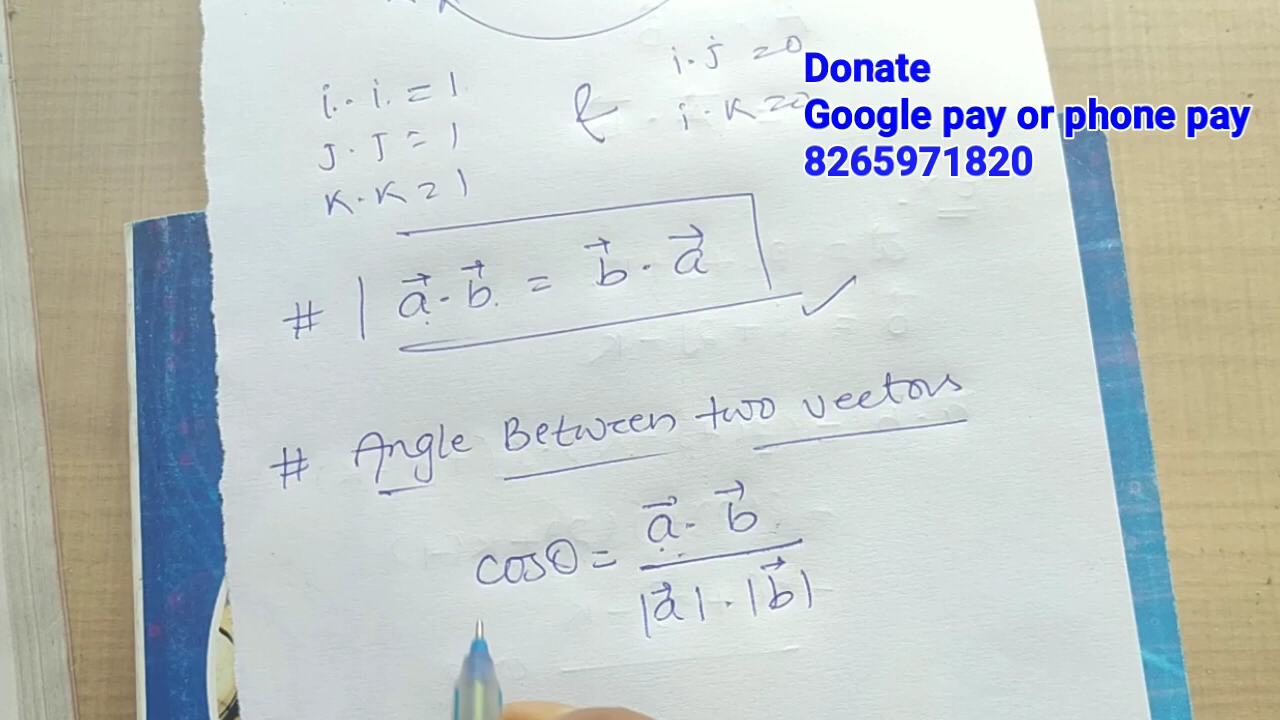 i. i. = 1
& i. j = 0
j. j = 1
i. k = 0
k. k = 1
Donate
Google pay or phone pay
8265971820
# | a⃗ . b⃗ = b⃗ . a⃗ ✓
# Angle Between two vectors
cosθ = a⃗ . b⃗
|a⃗| . |b⃗|